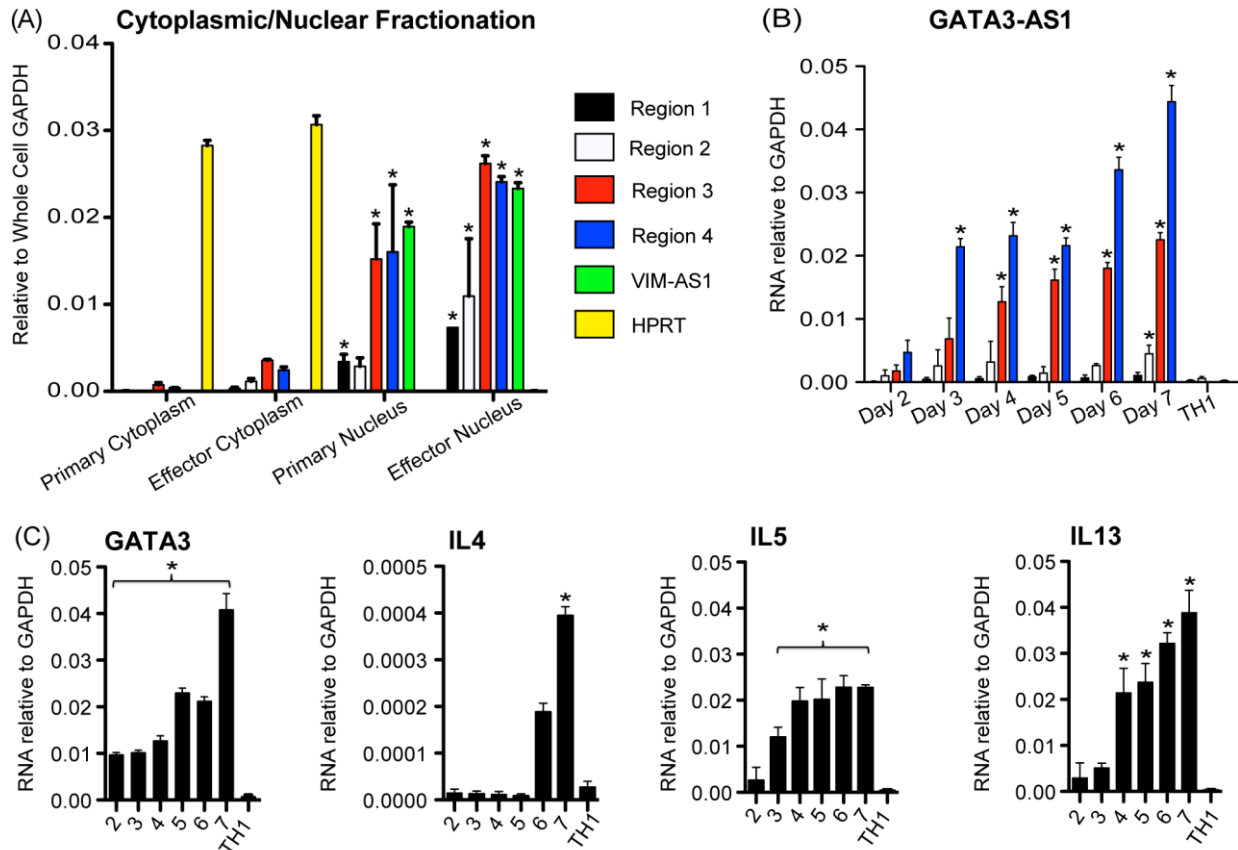 (A) Cytoplasmic/Nuclear Fractionation
Relative to Whole Cell GAPDH
0.04
0.03
0.02
0.01
0.00
* * * * * * * * *
Primary Cytoplasm
Effector Cytoplasm
Primary Nucleus
Effector Nucleus
Region 1
Region 2
Region 3
Region 4
VIM-AS1
HPRT
(B) GATA3-AS1
RNA relative to GAPDH
0.05
0.04
0.03
0.02
0.01
0.00
* * * * * * * * * *
Day 2
Day 3
Day 4
Day 5
Day 6
Day 7
TH1
(C) GATA3
RNA relative to GAPDH
0.05
0.04
0.03
0.02
0.01
0.00
*
2 3 4 5 6 7 TH1
IL4
RNA relative to GAPDH
0.0005
0.0004
0.0003
0.0002
0.0001
0.0000
*
2 3 4 5 6 7 TH1
IL5
RNA relative to GAPDH
0.05
0.04
0.03
0.02
0.01
0.00
*
2 3 4 5 6 7 TH1
IL13
RNA relative to GAPDH
0.05
0.04
0.03
0.02
0.01
0.00
* * * *
2 3 4 5 6 7 TH1